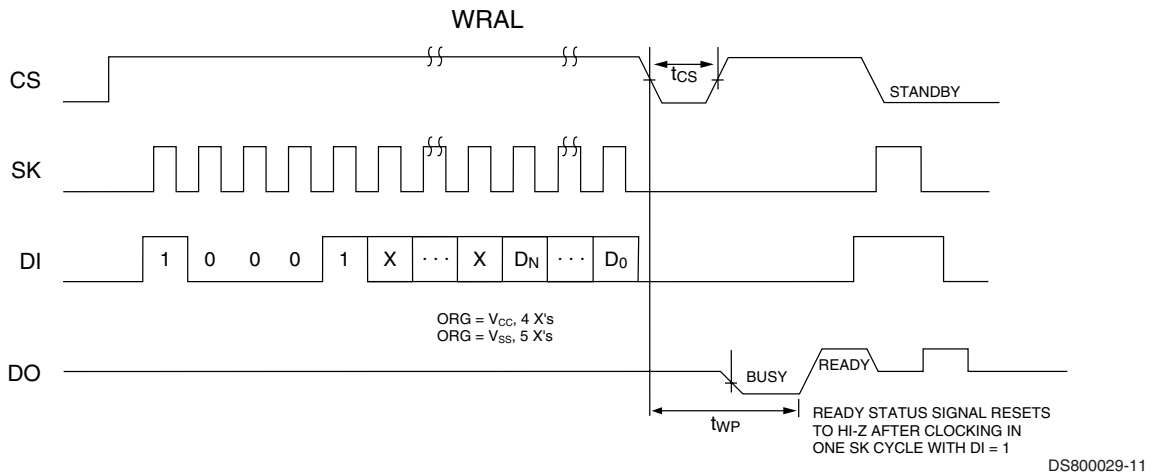 WRAL
CS
tCS
STANDBY
SK
DI
1 0 0 0 1 X · · · X DN · · · D0
ORG = VCC, 4 X's
ORG = VSS, 5 X's
DO
BUSY
READY
tWP
READY STATUS SIGNAL RESETS
TO HI-Z AFTER CLOCKING IN
ONE SK CYCLE WITH DI = 1
DS800029-11